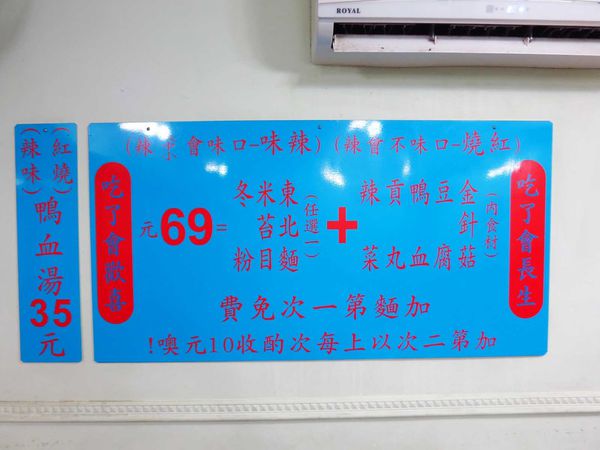 (紅燒-口味不會辣)(辣味-口味會辣)
吃了會長生
(內食材)
金針菇
豆腐
鴨血
貢丸
辣菜
+
(任選一)
東北麵
米苔目
冬粉
=69元
吃了會歡喜
加麵第一次免費
加第二次以上每次酌收10元噢!
(紅燒)
(辣味)
鴨血湯
35元
ROYAL